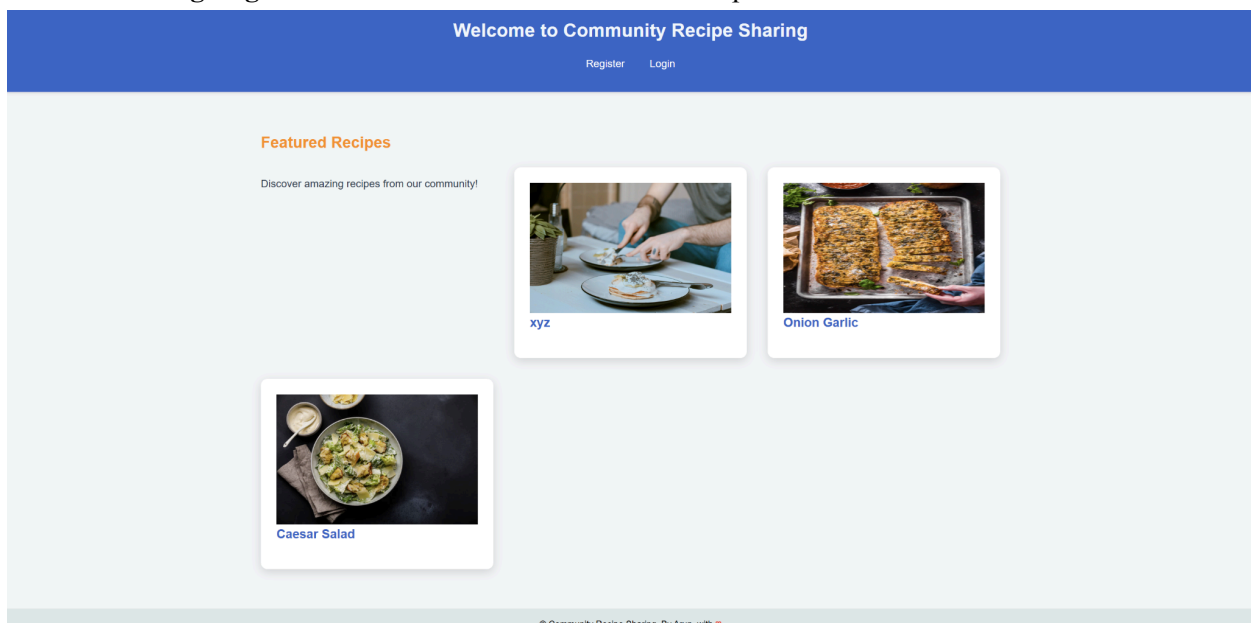 Welcome to Community Recipe Sharing
Register Login
Featured Recipes
Discover amazing recipes from our community!
xyz
Onion Garlic
Caesar Salad